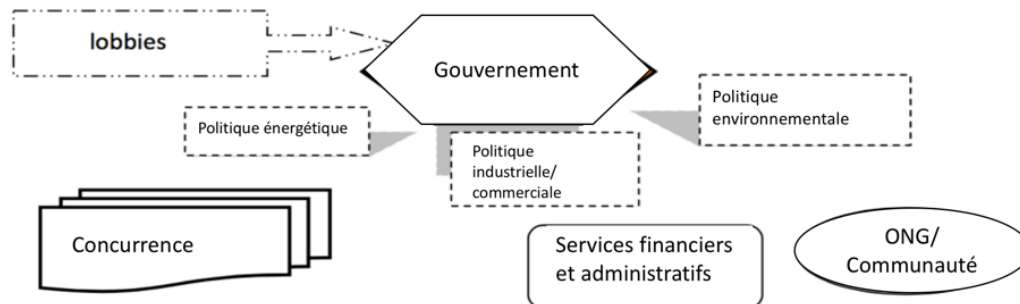 lobbies
Gouvernement
Politique énergétique
Politique
industrielle/
commerciale
Politique
environnementale
Concurrence
Services financiers
et administratifs
ONG/
Communauté